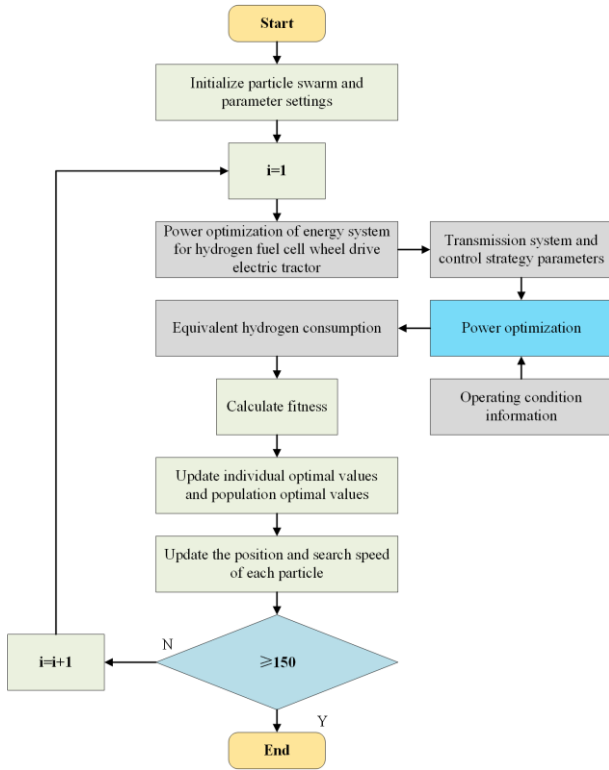 Start
Initialize particle swarm and
parameter settings
i=1
Power optimization of energy system
for hydrogen fuel cell wheel drive
electric tractor
Transmission system and
control strategy parameters
Equivalent hydrogen consumption
Power optimization
Calculate fitness
Operating condition
information
Update individual optimal values
and population optimal values
Update the position and search speed
of each particle
N
i=i+1
≥150
Y
End